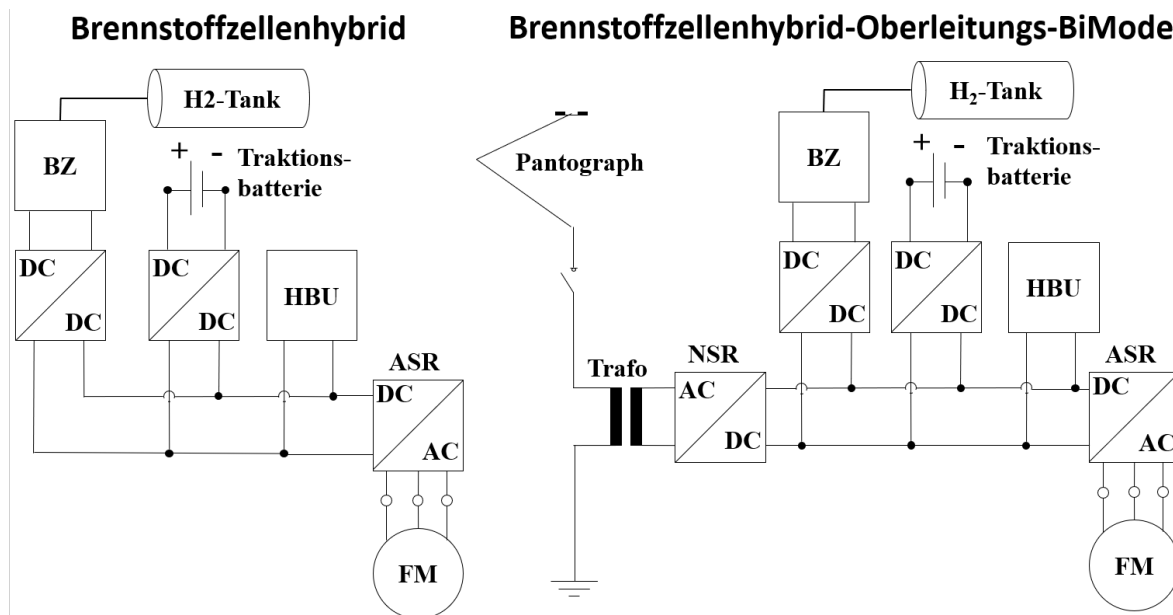 Brennstoffzellenhybrid
H2-Tank
BZ
+ -
Traktions-
batterie
DC
DC
DC
DC
HBU
ASR
DC
AC
FM
Brennstoffzellenhybrid-Oberleitungs-BiMode
H₂-Tank
BZ
Pantograph
+ -
Traktions-
batterie
DC
DC
DC
DC
HBU
Trafo
NSR
AC
DC
ASR
DC
AC
FM